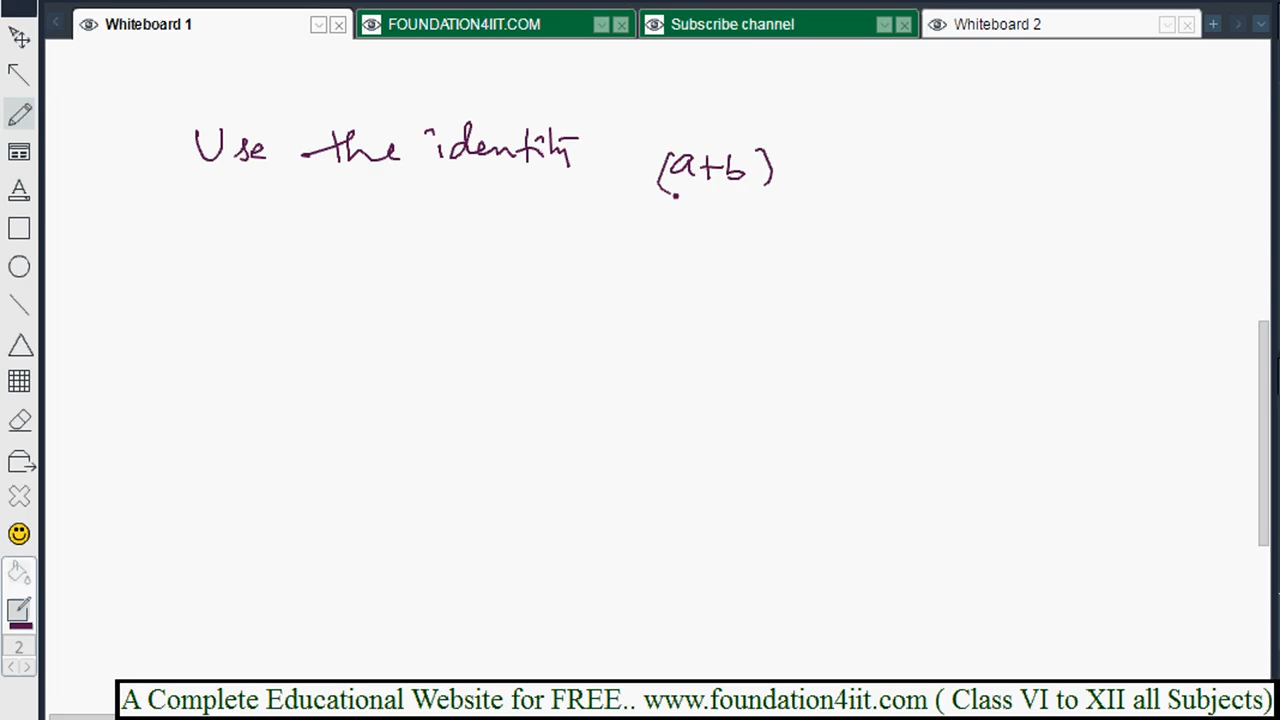 Whiteboard 1 FOUNDATION4IIT.COM Subscribe channel Whiteboard 2
Use the identity (a+b)
A
2
A Complete Educational Website for FREE.. www.foundation4iit.com ( Class VI to XII all Subjects)